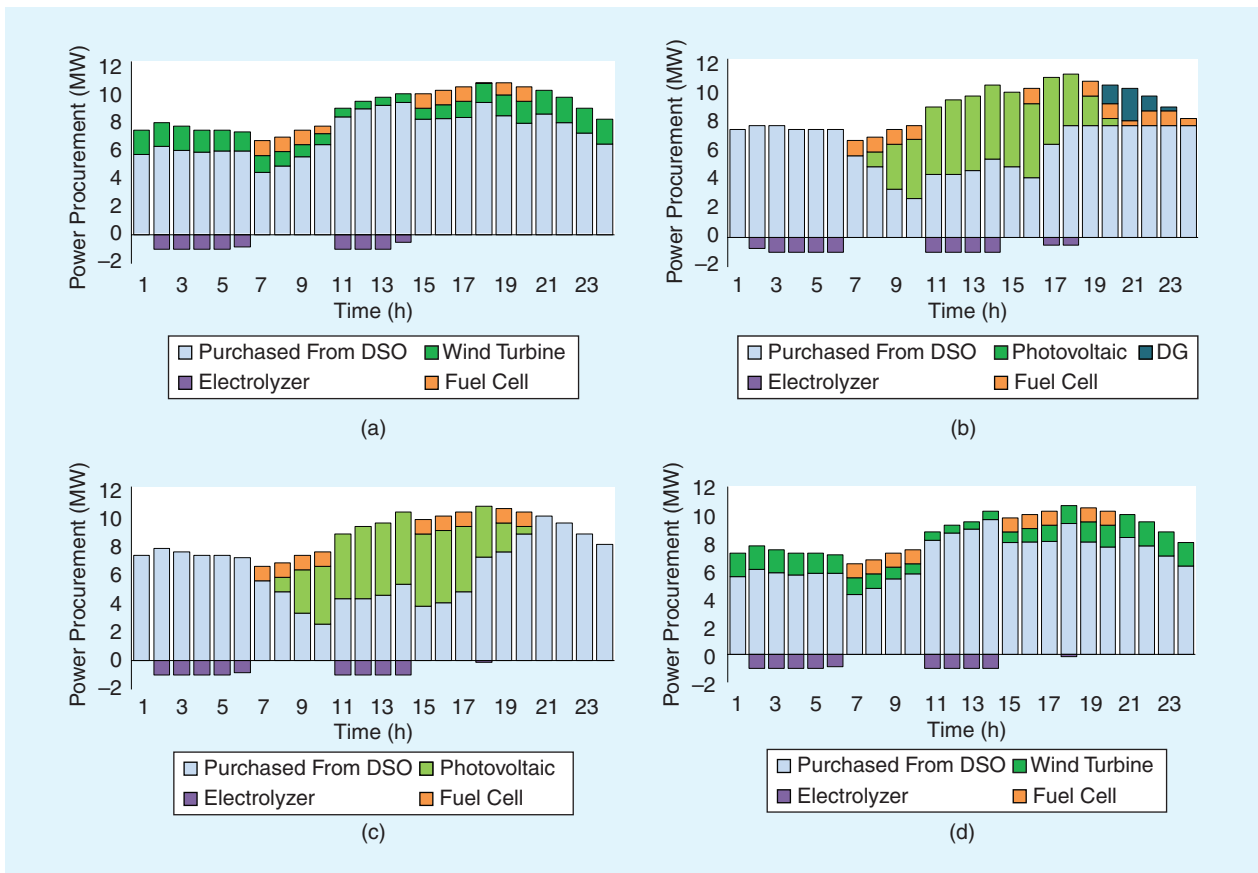 Power Procurement (MW)
12
10
8
6
4
2
0
–2
1 3 5 7 9 11 13 15 17 19 21 23
Time (h)
Purchased From DSO Wind Turbine
Electrolyzer Fuel Cell
(a)
Power Procurement (MW)
12
10
8
6
4
2
0
–2
1 3 5 7 9 11 13 15 17 19 21 23
Time (h)
Purchased From DSO Photovoltaic DG
Electrolyzer Fuel Cell
(b)
Power Procurement (MW)
12
10
8
6
4
2
0
–2
1 3 5 7 9 11 13 15 17 19 21 23
Time (h)
Purchased From DSO Photovoltaic
Electrolyzer Fuel Cell
(c)
Power Procurement (MW)
12
10
8
6
4
2
0
–2
1 3 5 7 9 11 13 15 17 19 21 23
Time (h)
Purchased From DSO Wind Turbine
Electrolyzer Fuel Cell
(d)